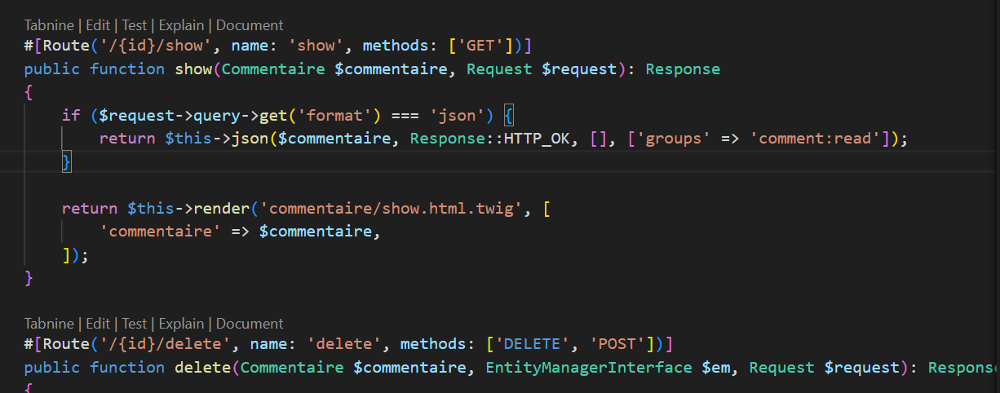 Tabnine | Edit | Test | Explain | Document
#[Route('/{id}/show', name: 'show', methods: ['GET'])]
public function show(Commentaire $commentaire, Request $request): Response
{
if ($request->query->get('format') === 'json') {
return $this->json($commentaire, Response::HTTP_OK, [], ['groups' => 'comment:read']);
}
return $this->render('commentaire/show.html.twig', [
'commentaire' => $commentaire,
]);
}
Tabnine | Edit | Test | Explain | Document
#[Route('/{id}/delete', name: 'delete', methods: ['DELETE', 'POST'])]
public function delete(Commentaire $commentaire, EntityManagerInterface $em, Request $request): Respons
{